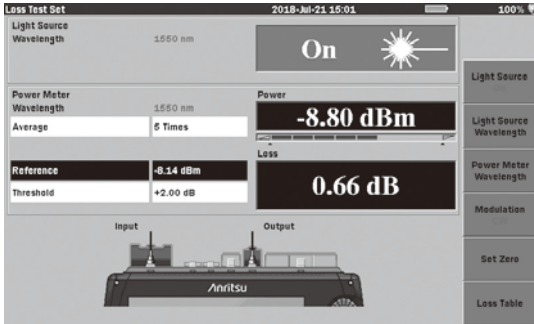 Loss Test Set 2018-Jul-21 15:01 100%
Light Source
Wavelength 1550 nm
On
Power Meter
Wavelength 1550 nm
Average 5 Times
Power
-8.80 dBm
Reference -8.14 dBm
Threshold +2.00 dB
Loss
0.66 dB
Input Output
Anritsu
Light Source
On
Light Source
Wavelength
Power Meter
Wavelength
Modulation
Set Zero
Loss Table